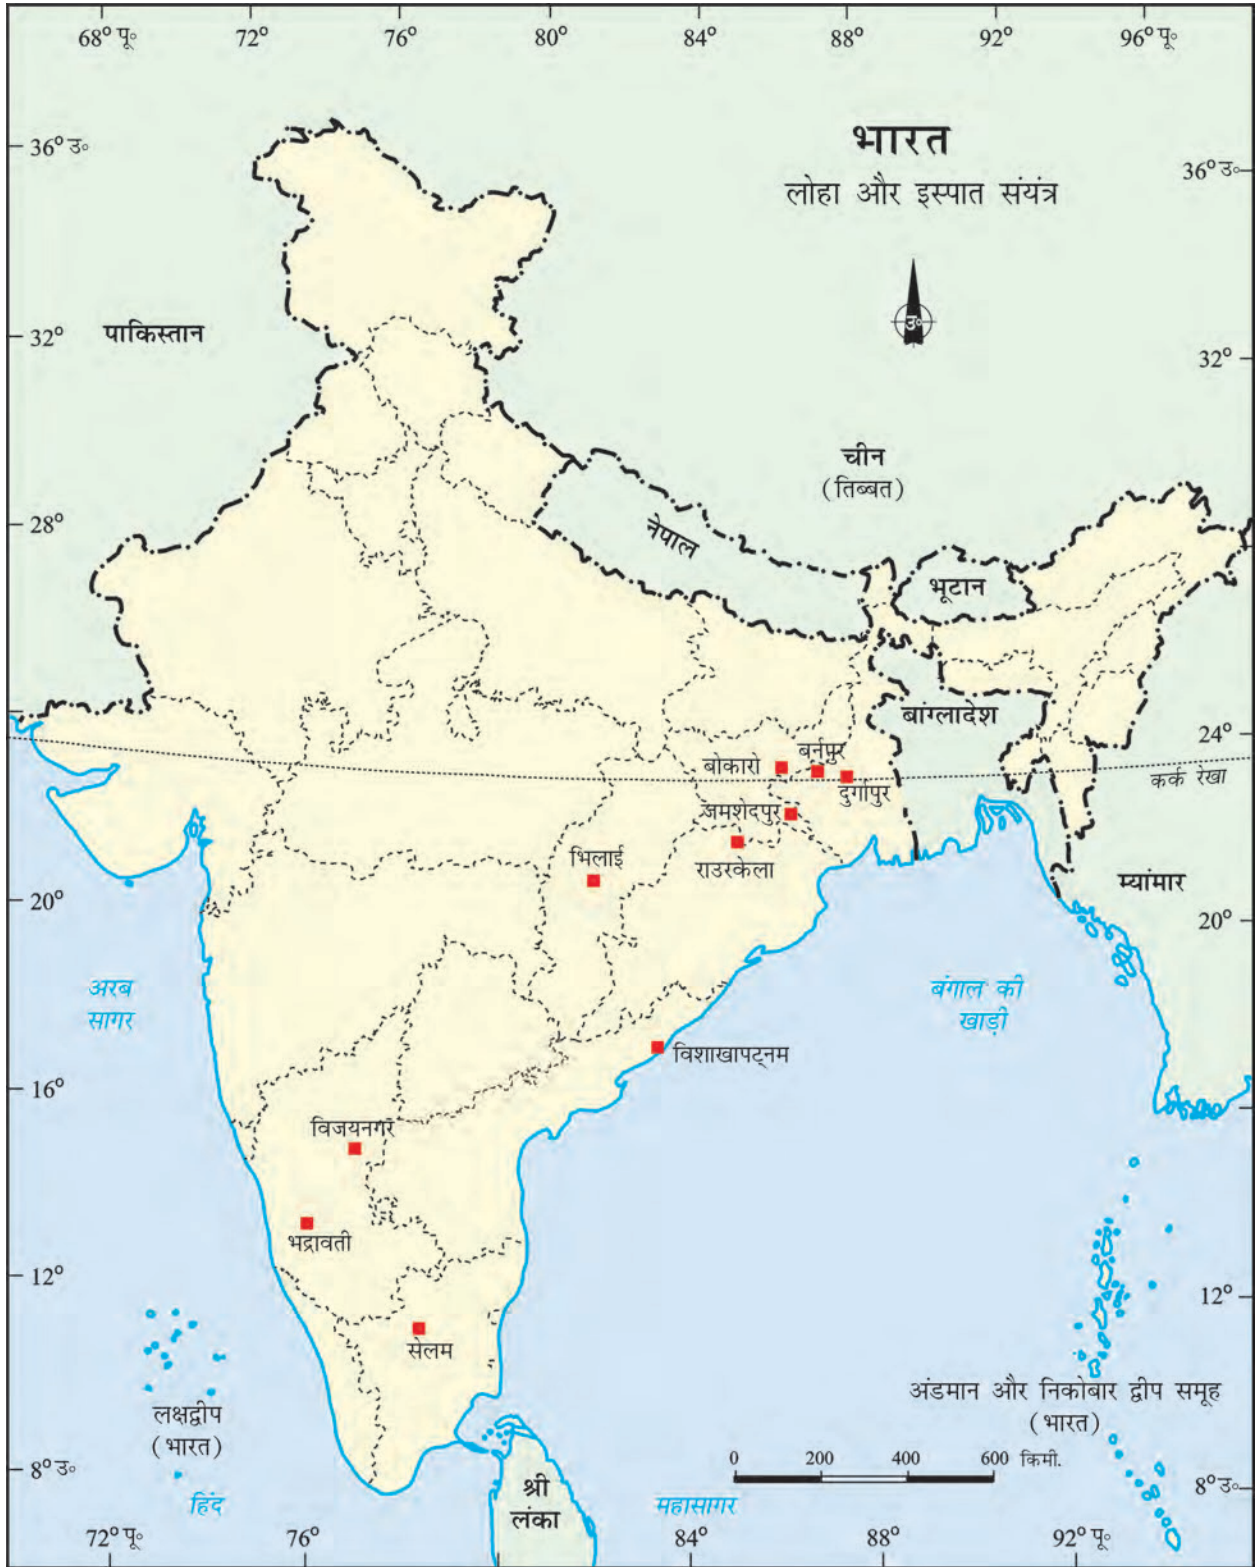 68° पू॰ 72° 76° 80° 84° 88° 92° 96° पू॰
भारत
लोहा और इस्पात संयंत्र
36° उ॰
36° उ॰
उ॰
पाकिस्तान
32°
32°
चीन
(तिब्बत)
28°
नेपाल
भूटान
बांग्लादेश
24°
कर्क रेखा
बोकारो
बर्नपुर
दुर्गापुर
जमशेदपुर
राउरकेला
भिलाई
म्यांमार
20°
20°
अरब
सागर
बंगाल की
खाड़ी
विशाखापट्नम
16°
16°
विजयनगर
भद्रावती
12°
12°
सेलम
लक्षद्वीप
(भारत)
अंडमान और निकोबार द्वीप समूह
(भारत)
0 200 400 600 किमी.
8° उ॰
8° उ॰
श्री
लंका
हिंद
महासागर
72° पू॰ 76° 84° 88° 92° पू॰